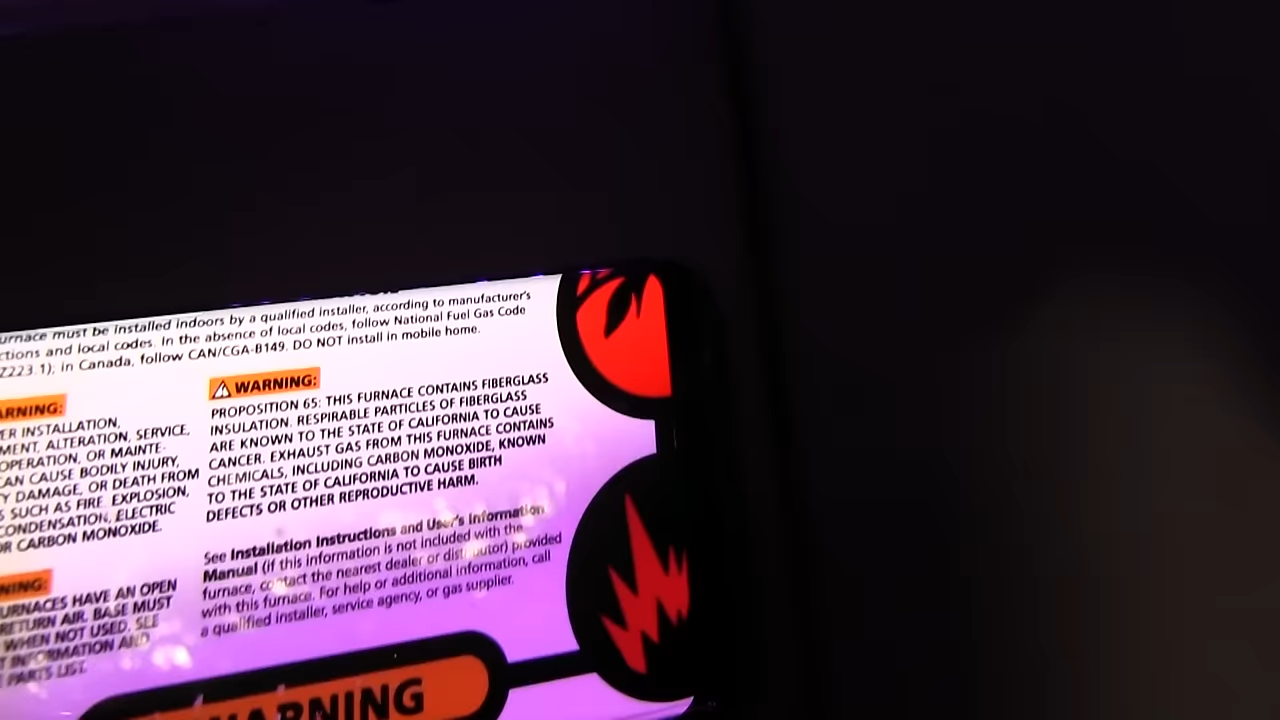 urnace must be installed indoors by a qualified installer, according to manufacturer's
ctions and local codes. In the absence of local codes, follow National Fuel Gas Code
Z223.1); in Canada, follow CAN/CGA-B149. DO NOT install in mobile home.
ARNING:
ER INSTALLATION,
MENT, ALTERATION, SERVICE,
OPERATION, OR MAINTE-
AN CAUSE BODILY INJURY,
Y DAMAGE, OR DEATH FROM
S SUCH AS FIRE, EXPLOSION,
CONDENSATION, ELECTRIC
OR CARBON MONOXIDE.
NING:
URNACES HAVE AN OPEN
RETURN AIR. BASE MUST
WHEN NOT USED. SEE
T INFORMATION AND
PARTS LIST.
WARNING:
PROPOSITION 65: THIS FURNACE CONTAINS FIBERGLASS
INSULATION. RESPIRABLE PARTICLES OF FIBERGLASS
ARE KNOWN TO THE STATE OF CALIFORNIA TO CAUSE
CANCER. EXHAUST GAS FROM THIS FURNACE CONTAINS
CHEMICALS, INCLUDING CARBON MONOXIDE, KNOWN
TO THE STATE OF CALIFORNIA TO CAUSE BIRTH
DEFECTS OR OTHER REPRODUCTIVE HARM.
See Installation Instructions and User's Information
Manual (if this information is not included with the
furnace, contact the nearest dealer or distributor) provided
with this furnace. For help or additional information, call
a qualified installer, service agency, or gas supplier.
WARNING